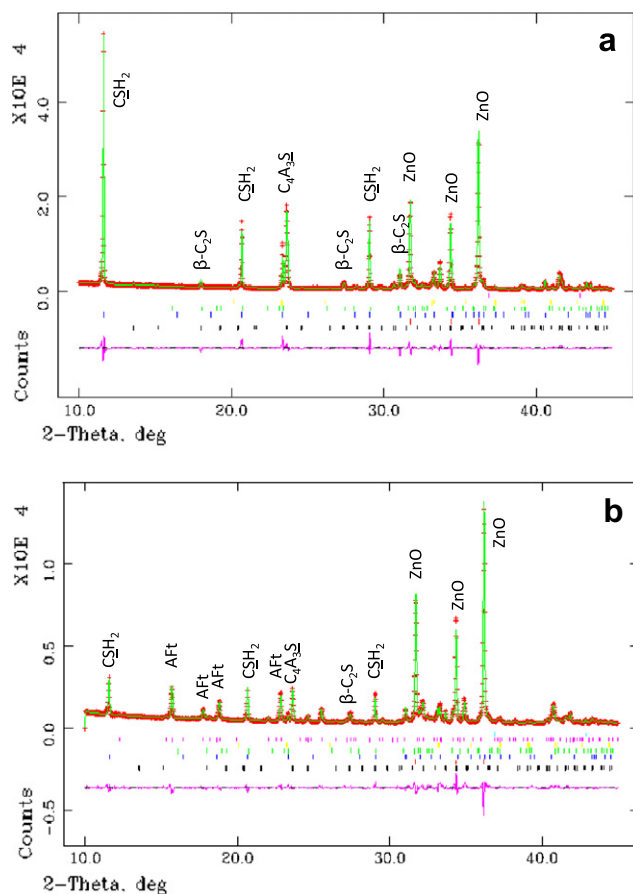 a
X10E 4
4.0
2.0
0.0
Counts
CSH2
β-C2S
CSH2
C4A3S
β-C2S
CSH2
β-C2S
ZnO
ZnO
ZnO
10.0 20.0 30.0 40.0
2-Theta, deg
b
X10E 4
1.0
0.5
0.0
-0.5
Counts
CSH2
AFt
AFt
AFt
CSH2
AFt
C4A3S
β-C2S
CSH2
ZnO
ZnO
ZnO
10.0 20.0 30.0 40.0
2-Theta, deg